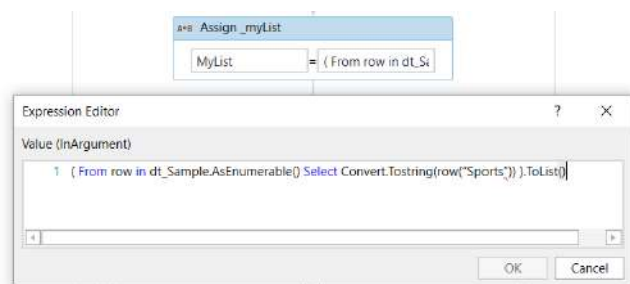 A+B Assign _myList
MyList = ( From row in dt_Sa
Expression Editor ? ×
Value (InArgument)
1 ( From row in dt_Sample.AsEnumerable() Select Convert.Tostring(row("Sports")) ).ToList()
OK Cancel